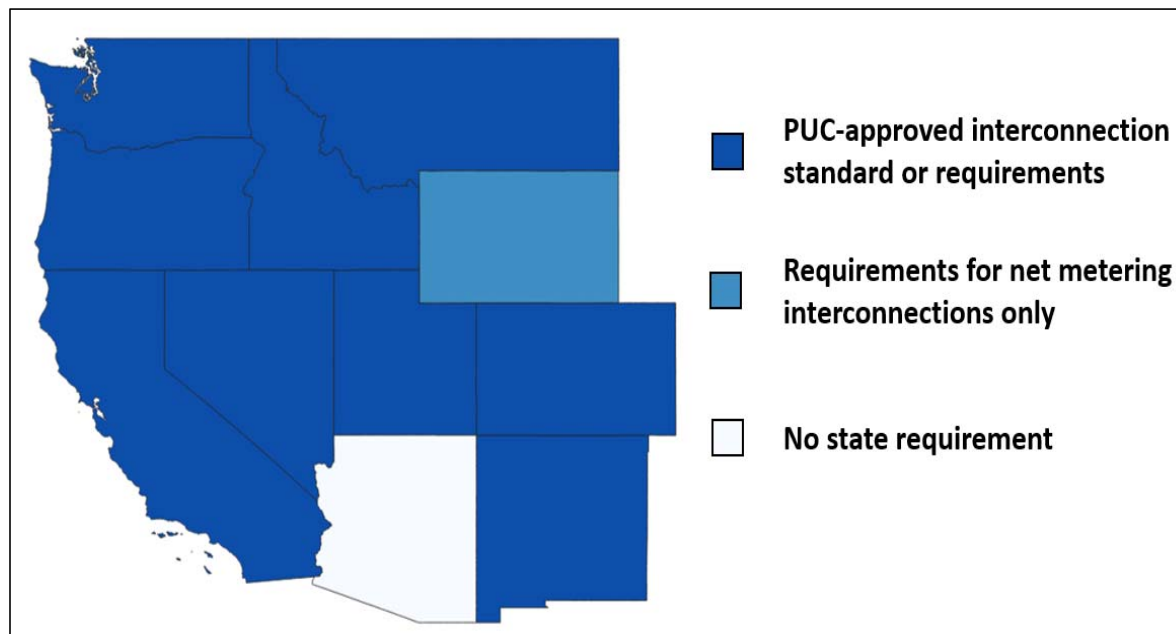 PUC-approved interconnection
standard or requirements
Requirements for net metering
interconnections only
No state requirement